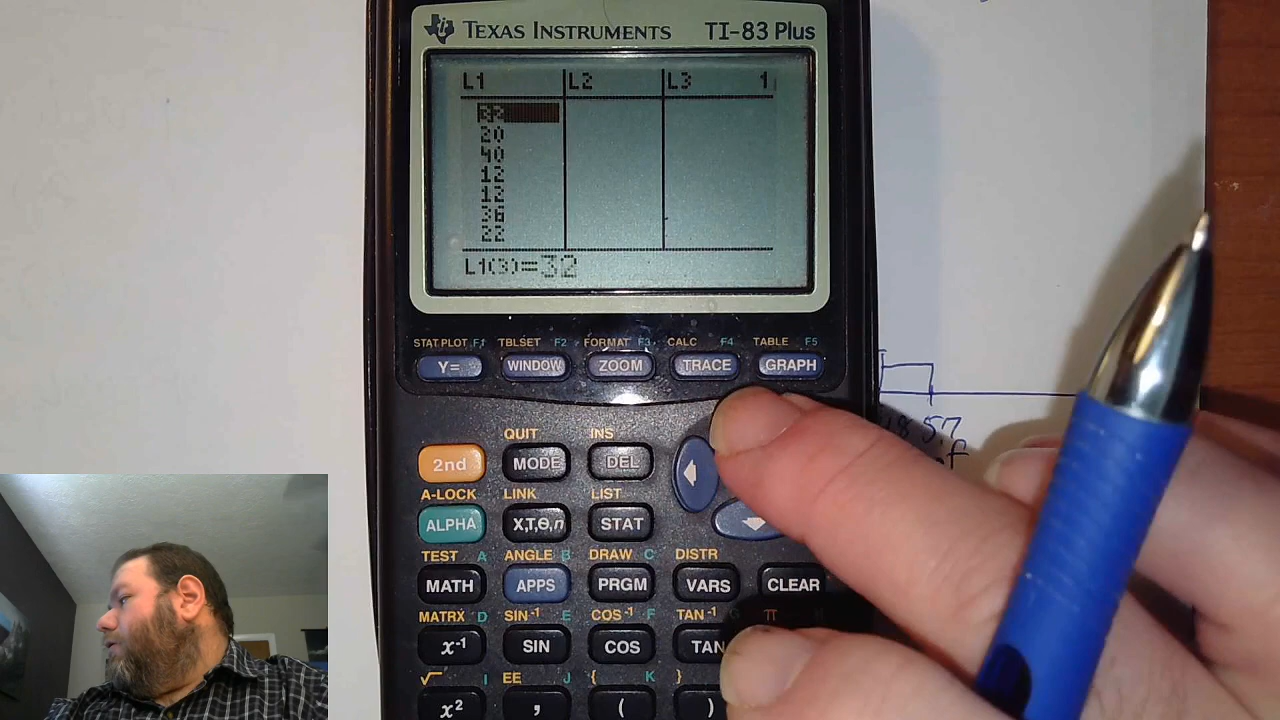 TEXAS INSTRUMENTS TI-83 Plus
L1 L2 L3 1
20
40
12
12
36
22
L1(3)=
STAT PLOT F1 TBLSET F2 FORMAT F3 CALC F4 TABLE F5
Y= WINDOW ZOOM TRACE GRAPH
QUIT INS
2nd MODE DEL
A-LOCK LINK LIST
ALPHA X,T,θ,n STAT
TEST A ANGLE B DRAW C DISTR
MATH APPS PRGM VARS CLEAR
MATRX D SIN-1 E COS-1 F TAN-1 G π H
x-1 SIN COS TAN
√ I EE J { K }
x2 , ( )
57